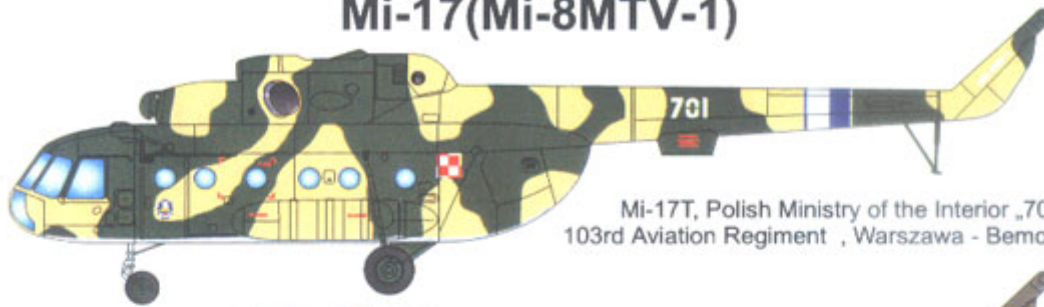 Mi-17(Mi-8MTV-1)
701
Mi-17T, Polish Ministry of the Interior „70
103rd Aviation Regiment , Warszawa - Bemo